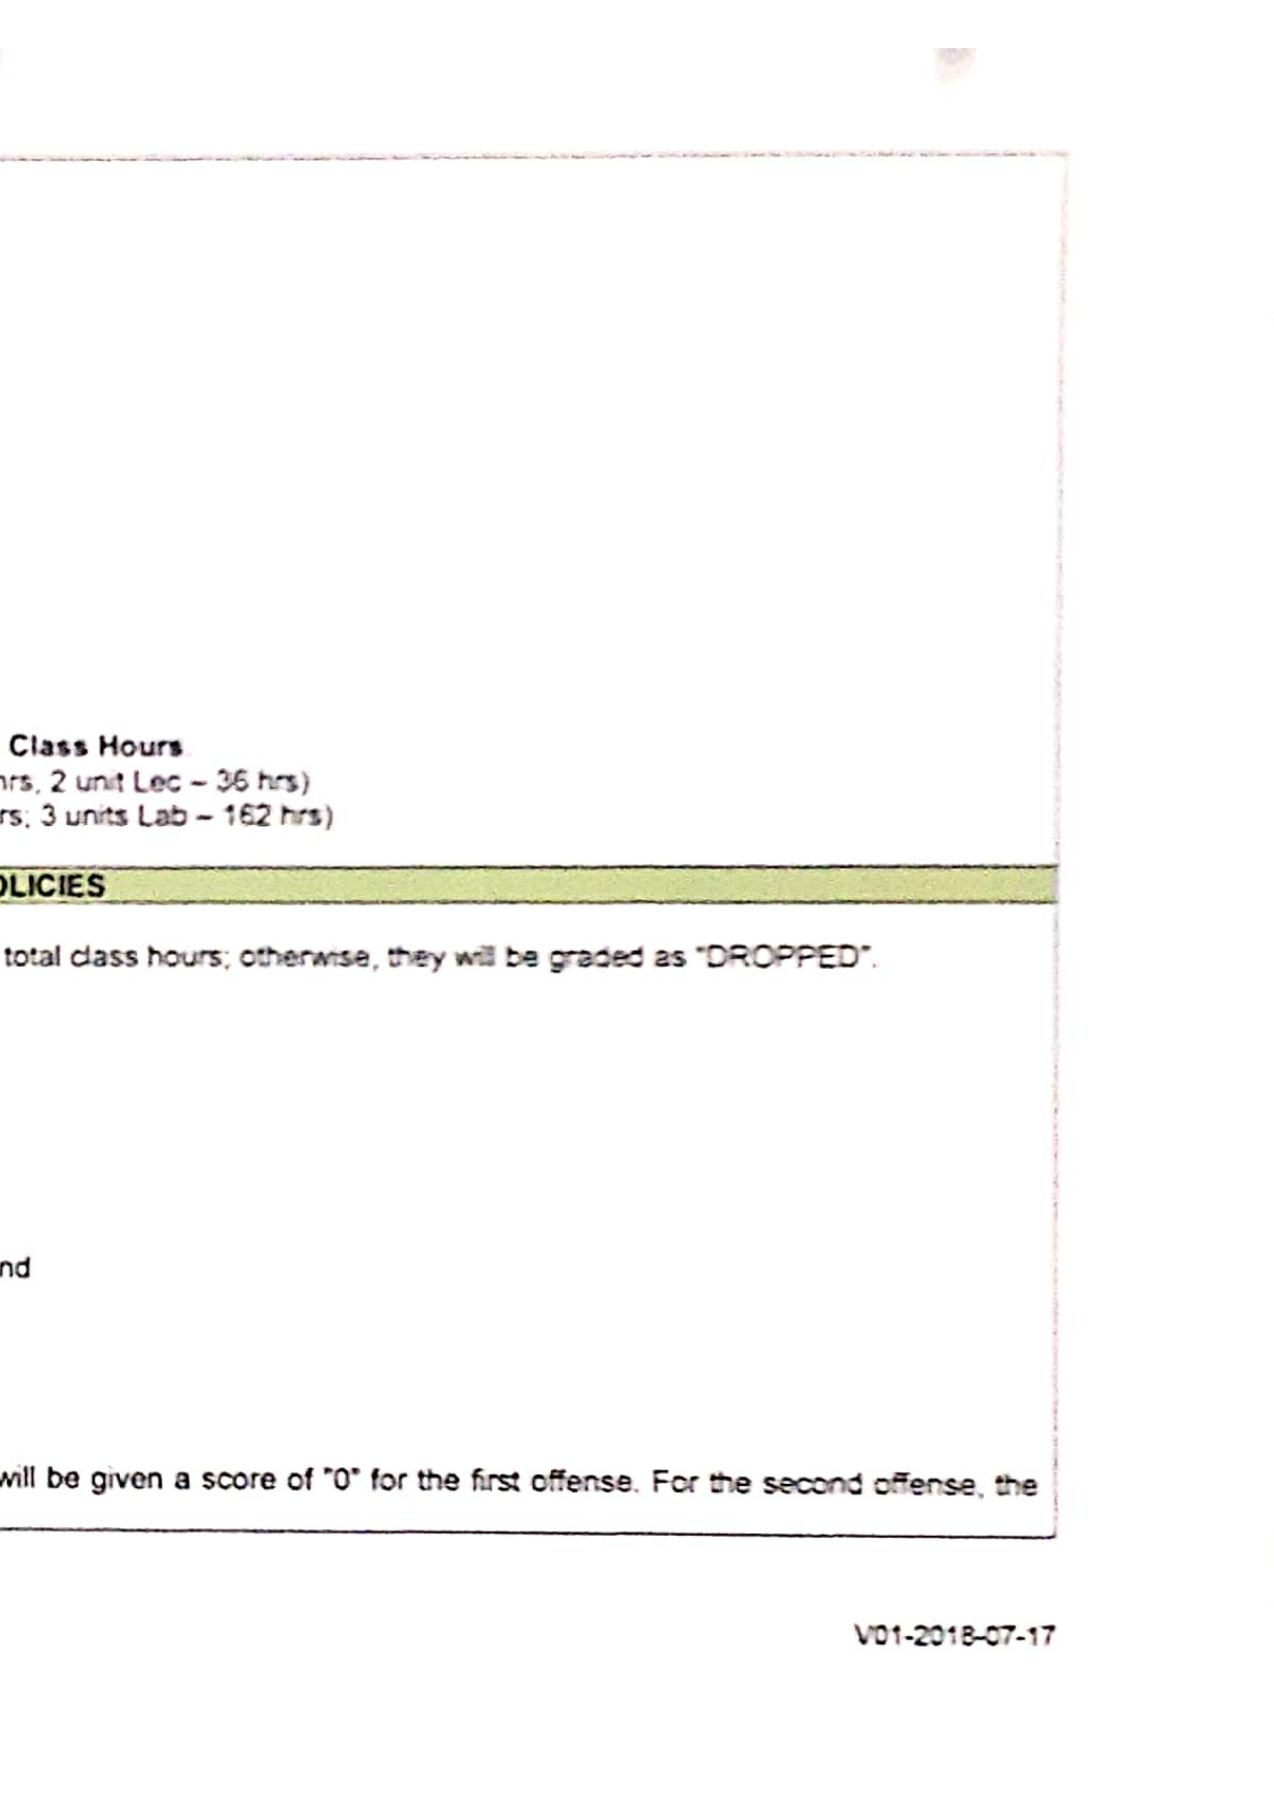 Class Hours
hrs, 2 unit Lec – 36 hrs)
rs; 3 units Lab – 162 hrs)
OLICIES
total class hours; otherwise, they will be graded as "DROPPED".
nd
will be given a score of "0" for the first offense. For the second offense, the
V01-2018-07-17